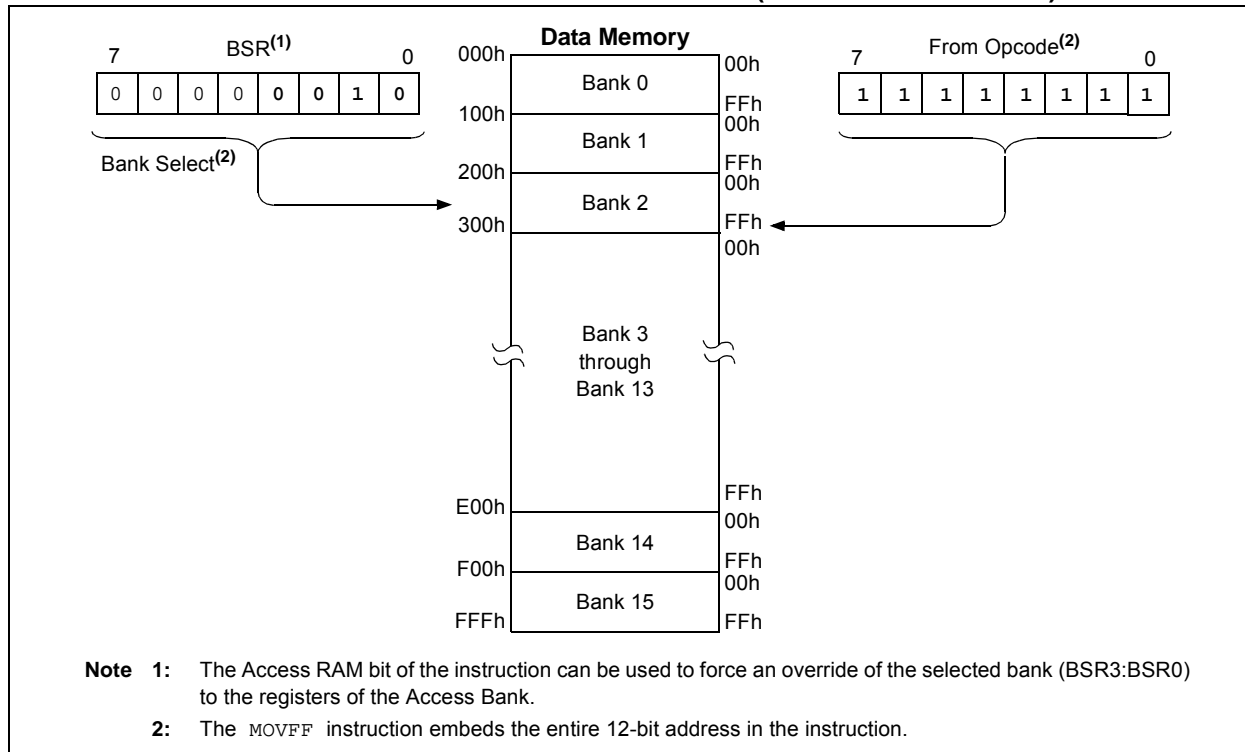 Data Memory
7 BSR(1) 0
0 0 0 0 0 0 1 0
Bank Select(2)
000h
100h
200h
300h
E00h
F00h
FFFh
Bank 0
Bank 1
Bank 2
Bank 3
through
Bank 13
Bank 14
Bank 15
00h
FFh
00h
FFh
00h
FFh
00h
FFh
00h
FFh
00h
FFh
7 From Opcode(2) 0
1 1 1 1 1 1 1 1
Note 1: The Access RAM bit of the instruction can be used to force an override of the selected bank (BSR3:BSR0)
to the registers of the Access Bank.
2: The MOVFF instruction embeds the entire 12-bit address in the instruction.